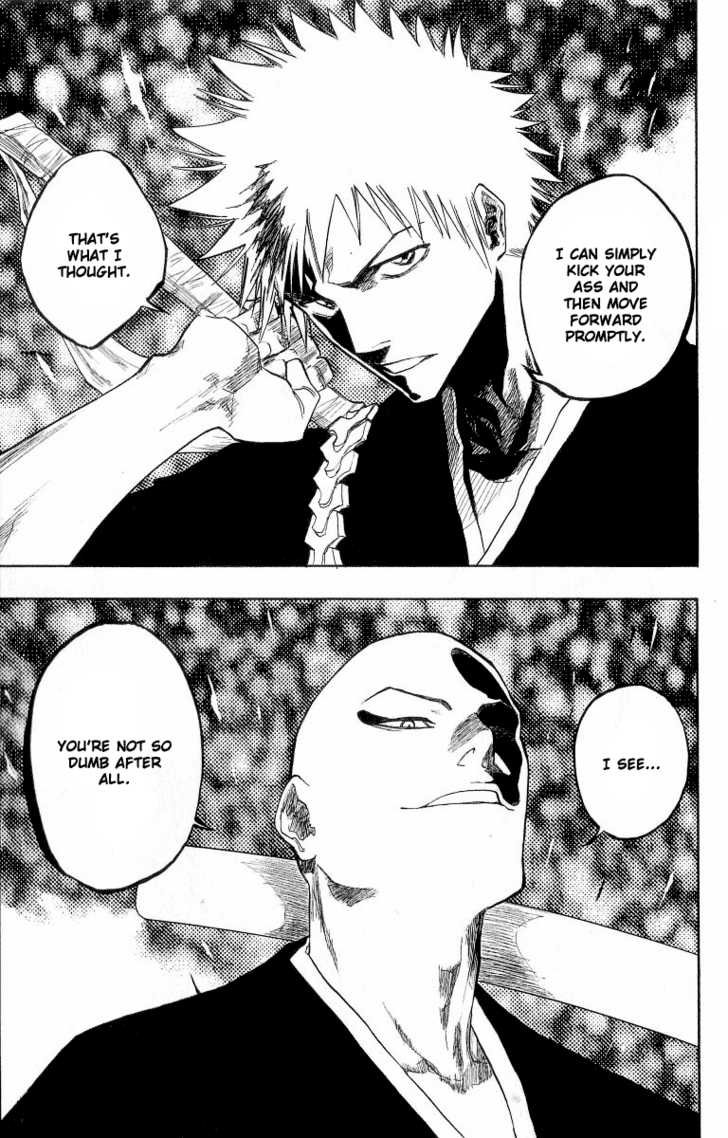 I CAN SIMPLY
KICK YOUR
ASS AND
THEN MOVE
FORWARD
PROMPTLY.
THAT'S
WHAT I
THOUGHT.
I SEE...
YOU'RE NOT SO
DUMB AFTER
ALL.